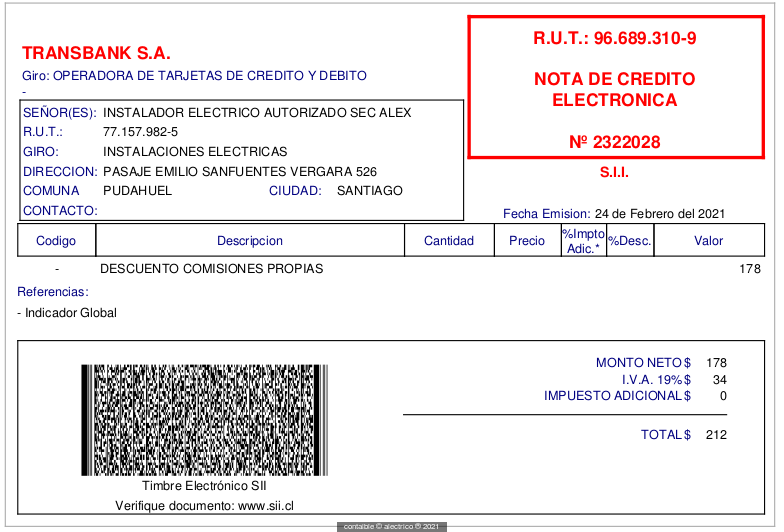 R.U.T.: 96.689.310-9
NOTA DE CREDITO
ELECTRONICA
Nº 2322028
S.I.I.
TRANSBANK S.A.
Giro: OPERADORA DE TARJETAS DE CREDITO Y DEBITO
-
SEÑOR(ES): INSTALADOR ELECTRICO AUTORIZADO SEC ALEX
R.U.T.: 77.157.982-5
GIRO: INSTALACIONES ELECTRICAS
DIRECCION: PASAJE EMILIO SANFUENTES VERGARA 526
COMUNA PUDAHUEL CIUDAD: SANTIAGO
CONTACTO:
Fecha Emision: 24 de Febrero del 2021
Codigo Descripcion Cantidad Precio %Impto Adic.* %Desc. Valor
- DESCUENTO COMISIONES PROPIAS 178
Referencias:
- Indicador Global
MONTO NETO $ 178
I.V.A. 19% $ 34
IMPUESTO ADICIONAL $ 0
TOTAL $ 212
Timbre Electrónico SII
Verifique documento: www.sii.cl
contaible © alectrico ® 2021